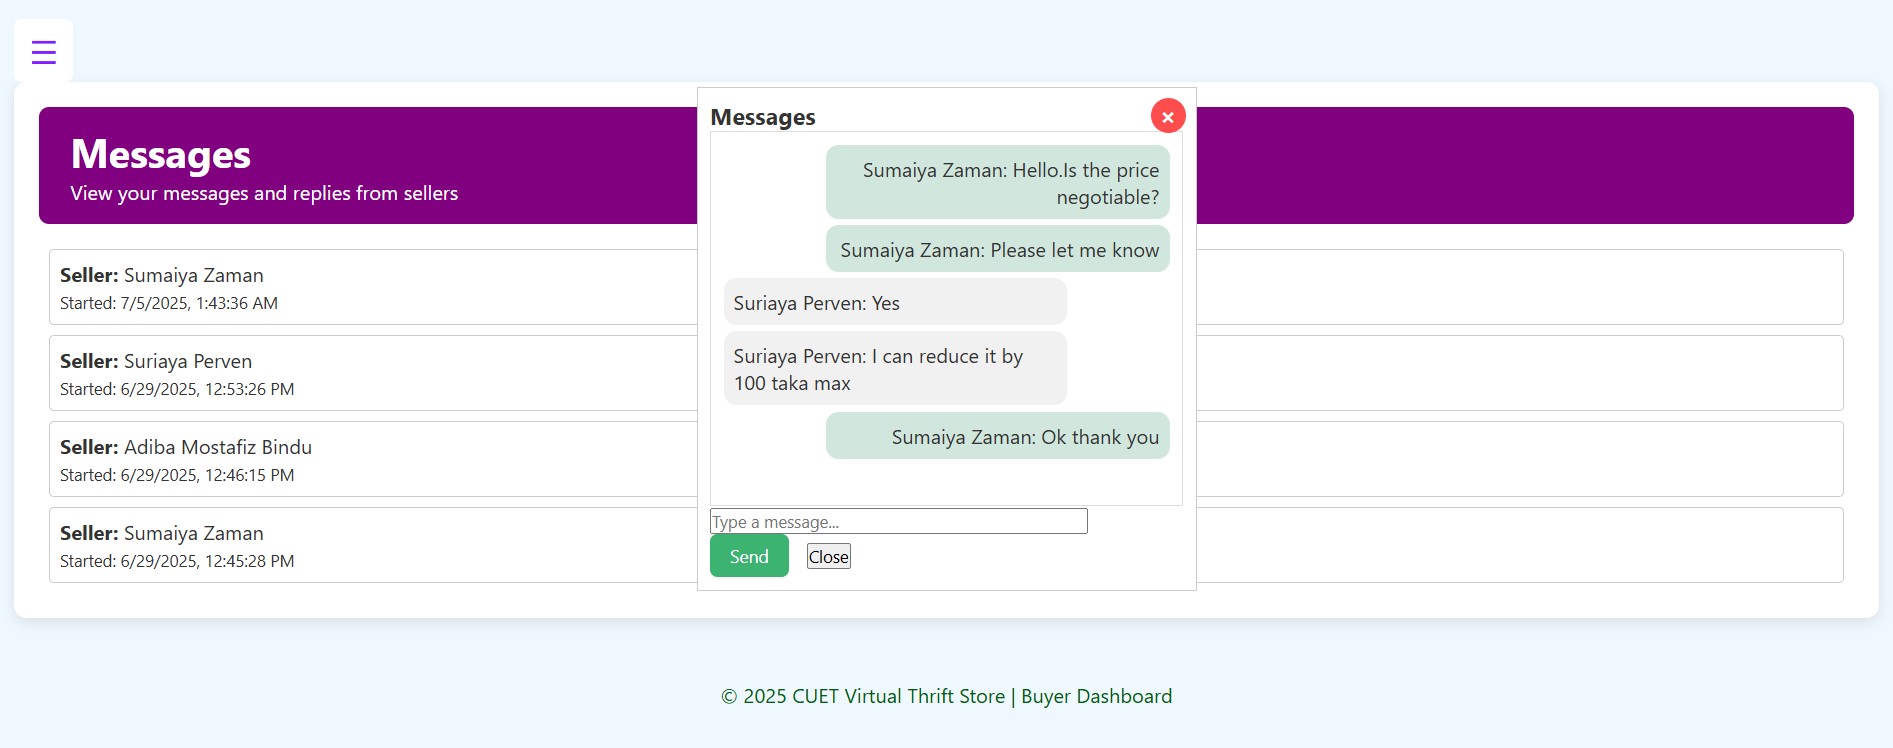 ☰
Messages
View your messages and replies from sellers
Seller: Sumaiya Zaman
Started: 7/5/2025, 1:43:36 AM
Seller: Suriaya Perven
Started: 6/29/2025, 12:53:26 PM
Seller: Adiba Mostafiz Bindu
Started: 6/29/2025, 12:46:15 PM
Seller: Sumaiya Zaman
Started: 6/29/2025, 12:45:28 PM
Messages
×
Sumaiya Zaman: Hello.Is the price
negotiable?
Sumaiya Zaman: Please let me know
Suriaya Perven: Yes
Suriaya Perven: I can reduce it by
100 taka max
Sumaiya Zaman: Ok thank you
Type a message...
Send Close
© 2025 CUET Virtual Thrift Store | Buyer Dashboard